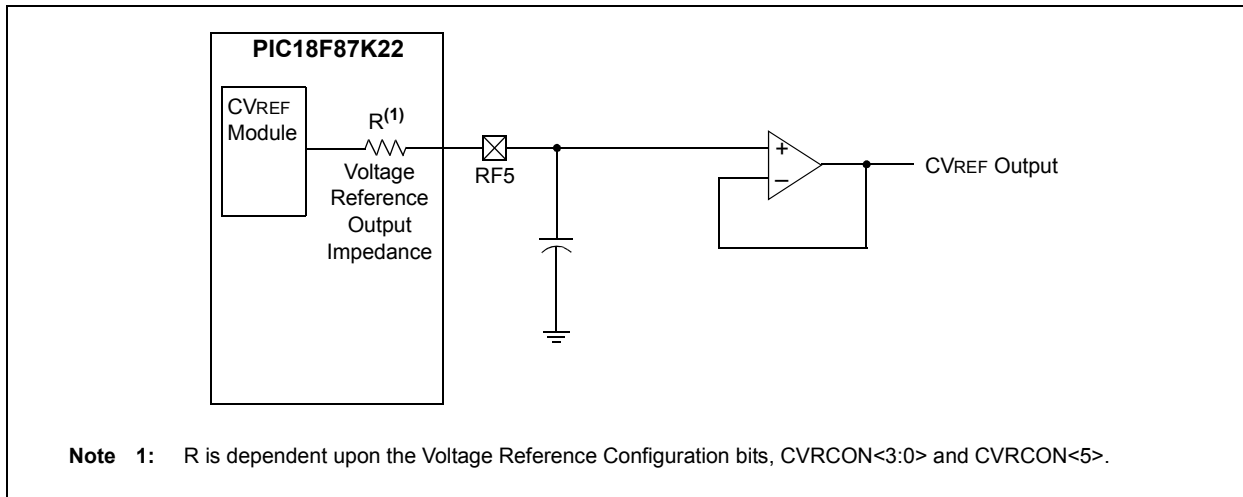 PIC18F87K22
CVREF
Module
R(1)
Voltage
Reference
Output
Impedance
RF5
+
–
CVREF Output
Note 1: R is dependent upon the Voltage Reference Configuration bits, CVRCON<3:0> and CVRCON<5>.